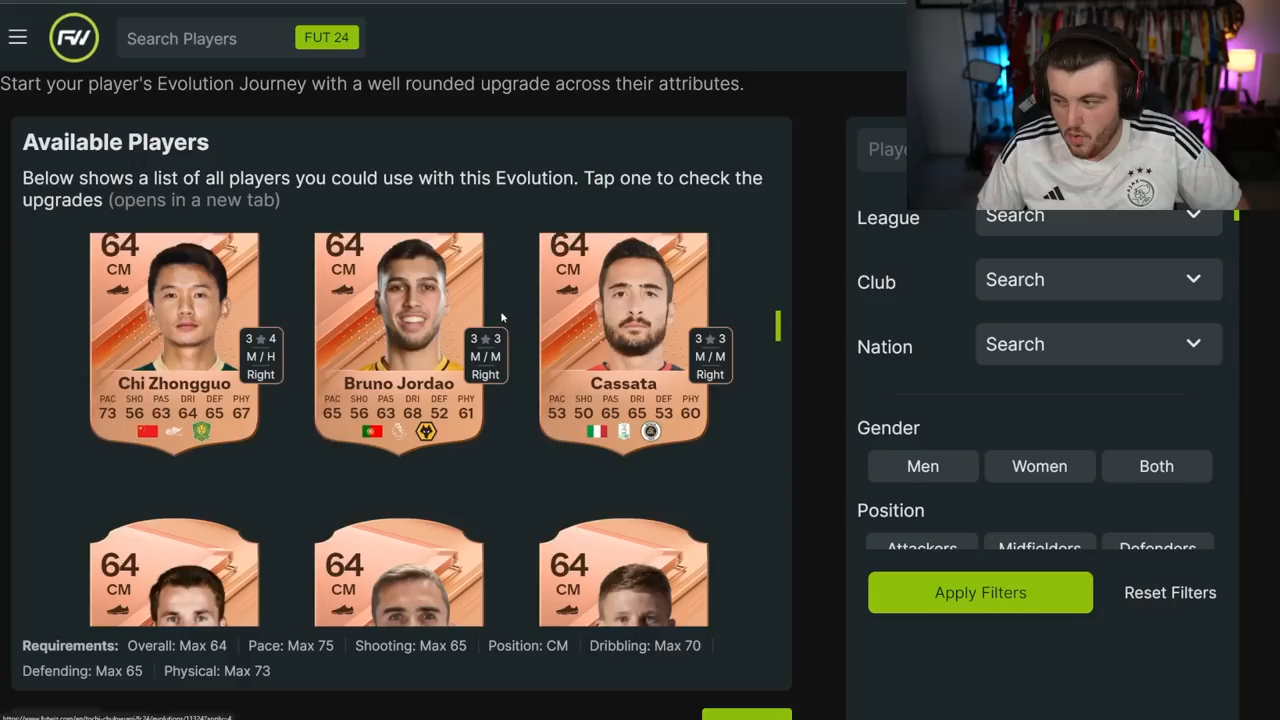 FW
Search Players
FUT 24
Start your player's Evolution Journey with a well rounded upgrade across their attributes.
Available Players
Below shows a list of all players you could use with this Evolution. Tap one to check the
upgrades (opens in a new tab)
64
CM
3 ★ 4
M / H
Right
Chi Zhongguo
PAC SHO PAS DRI DEF PHY
73 56 63 64 65 67
64
CM
3 ★ 3
M / M
Right
Bruno Jordao
PAC SHO PAS DRI DEF PHY
65 56 63 68 52 61
64
CM
3 ★ 3
M / M
Right
Cassata
PAC SHO PAS DRI DEF PHY
53 50 65 65 53 60
64
CM
64
CM
64
CM
Requirements: Overall: Max 64 Pace: Max 75 Shooting: Max 65 Position: CM Dribbling: Max 70
Defending: Max 65 Physical: Max 73
Playe
League
Search
Club
Search
Nation
Search
Gender
Men
Women
Both
Position
Attackers
Midfielders
Defenders
Apply Filters
Reset Filters